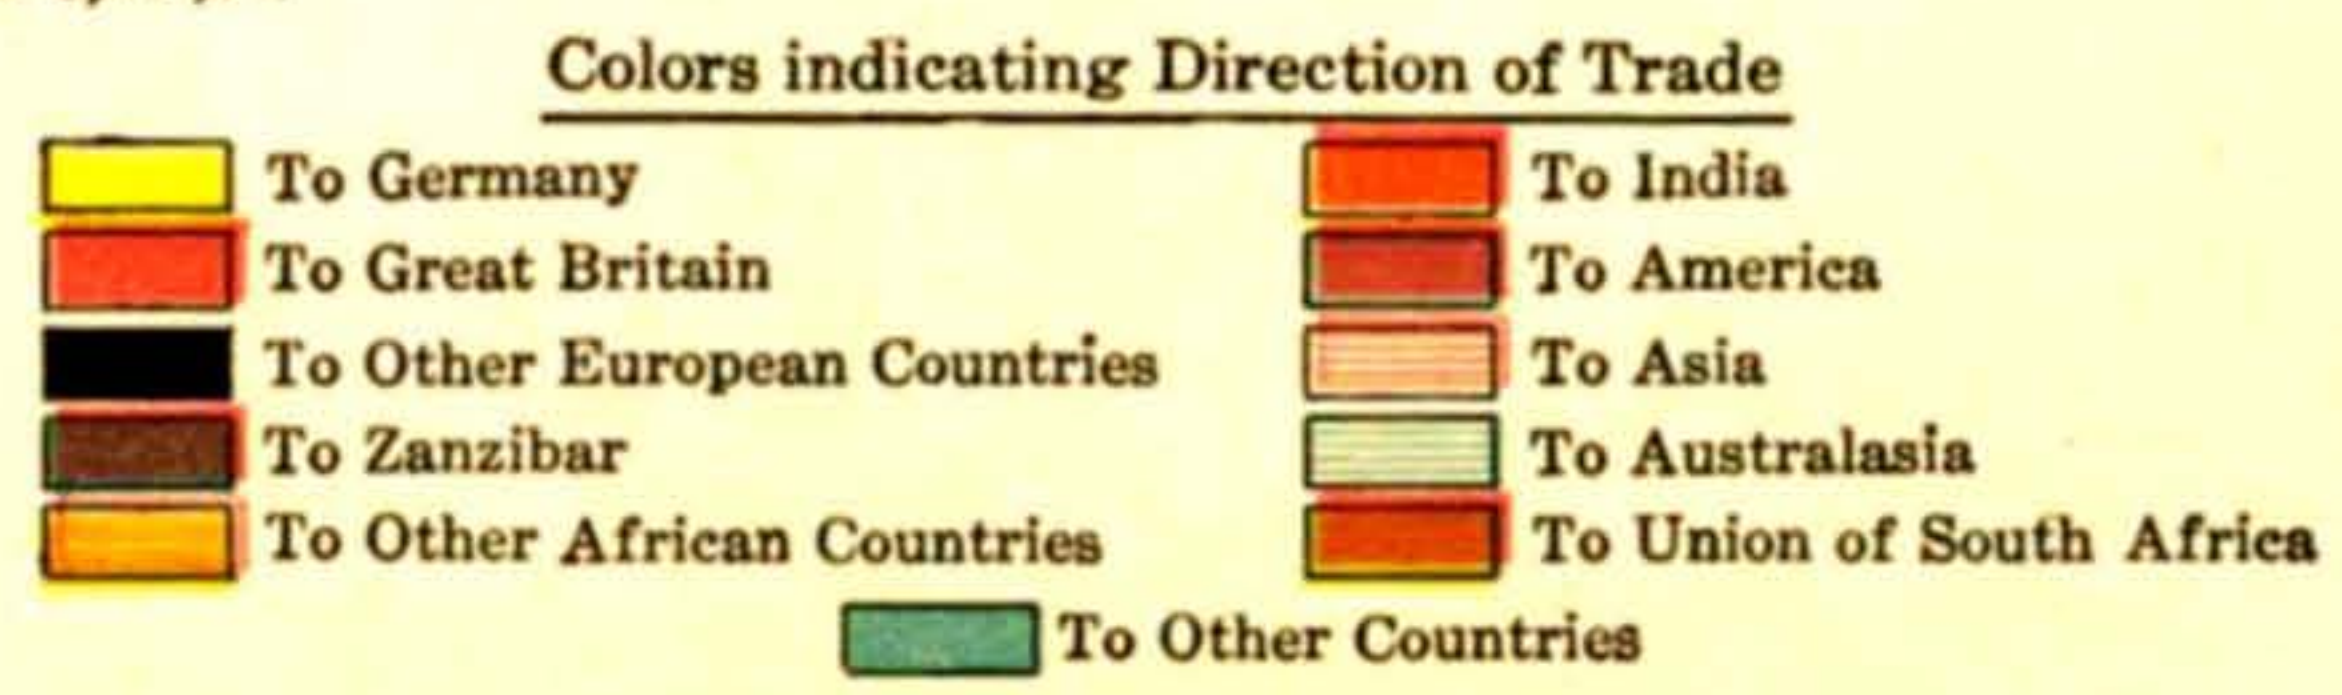 Colors indicating Direction of Trade
To Germany
To Great Britain
To Other European Countries
To Zanzibar
To Other African Countries
To India
To America
To Asia
To Australasia
To Union of South Africa
To Other Countries